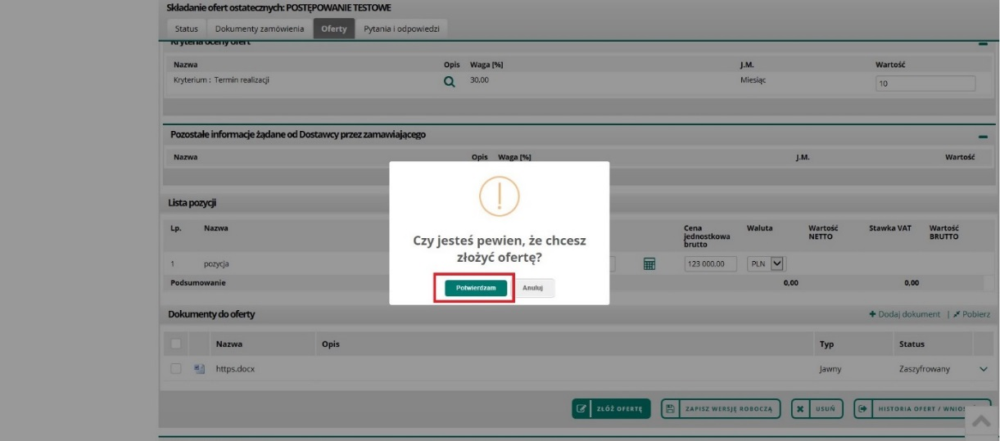 Składanie ofert ostatecznych: POSTĘPOWANIE TESTOWE
Status Dokumenty zamówienia Oferty Pytania i odpowiedzi
Kryteria oceny ofert
Nazwa Opis Waga [%] J.M. Wartość
Kryterium : Termin realizacji 30,00 Miesiąc 10
Pozostałe informacje żądane od Dostawcy przez zamawiającego
Nazwa Opis Waga [%] J.M. Wartość
Lista pozycji
Lp. Nazwa Cena jednostkowa brutto Waluta Wartość NETTO Stawka VAT Wartość BRUTTO
1 pozycja 123 000.00 PLN
Podsumowanie 0,00 0,00
Czy jesteś pewien, że chcesz
złożyć ofertę?
Potwierdzam Anuluj
Dokumenty do oferty Dodaj dokument | Pobierz
Nazwa Opis Typ Status
https.docx Jawny Zaszyfrowany
ZŁÓŻ OFERTĘ ZAPISZ WERSJĘ ROBOCZĄ USUŃ HISTORIA OFERT /